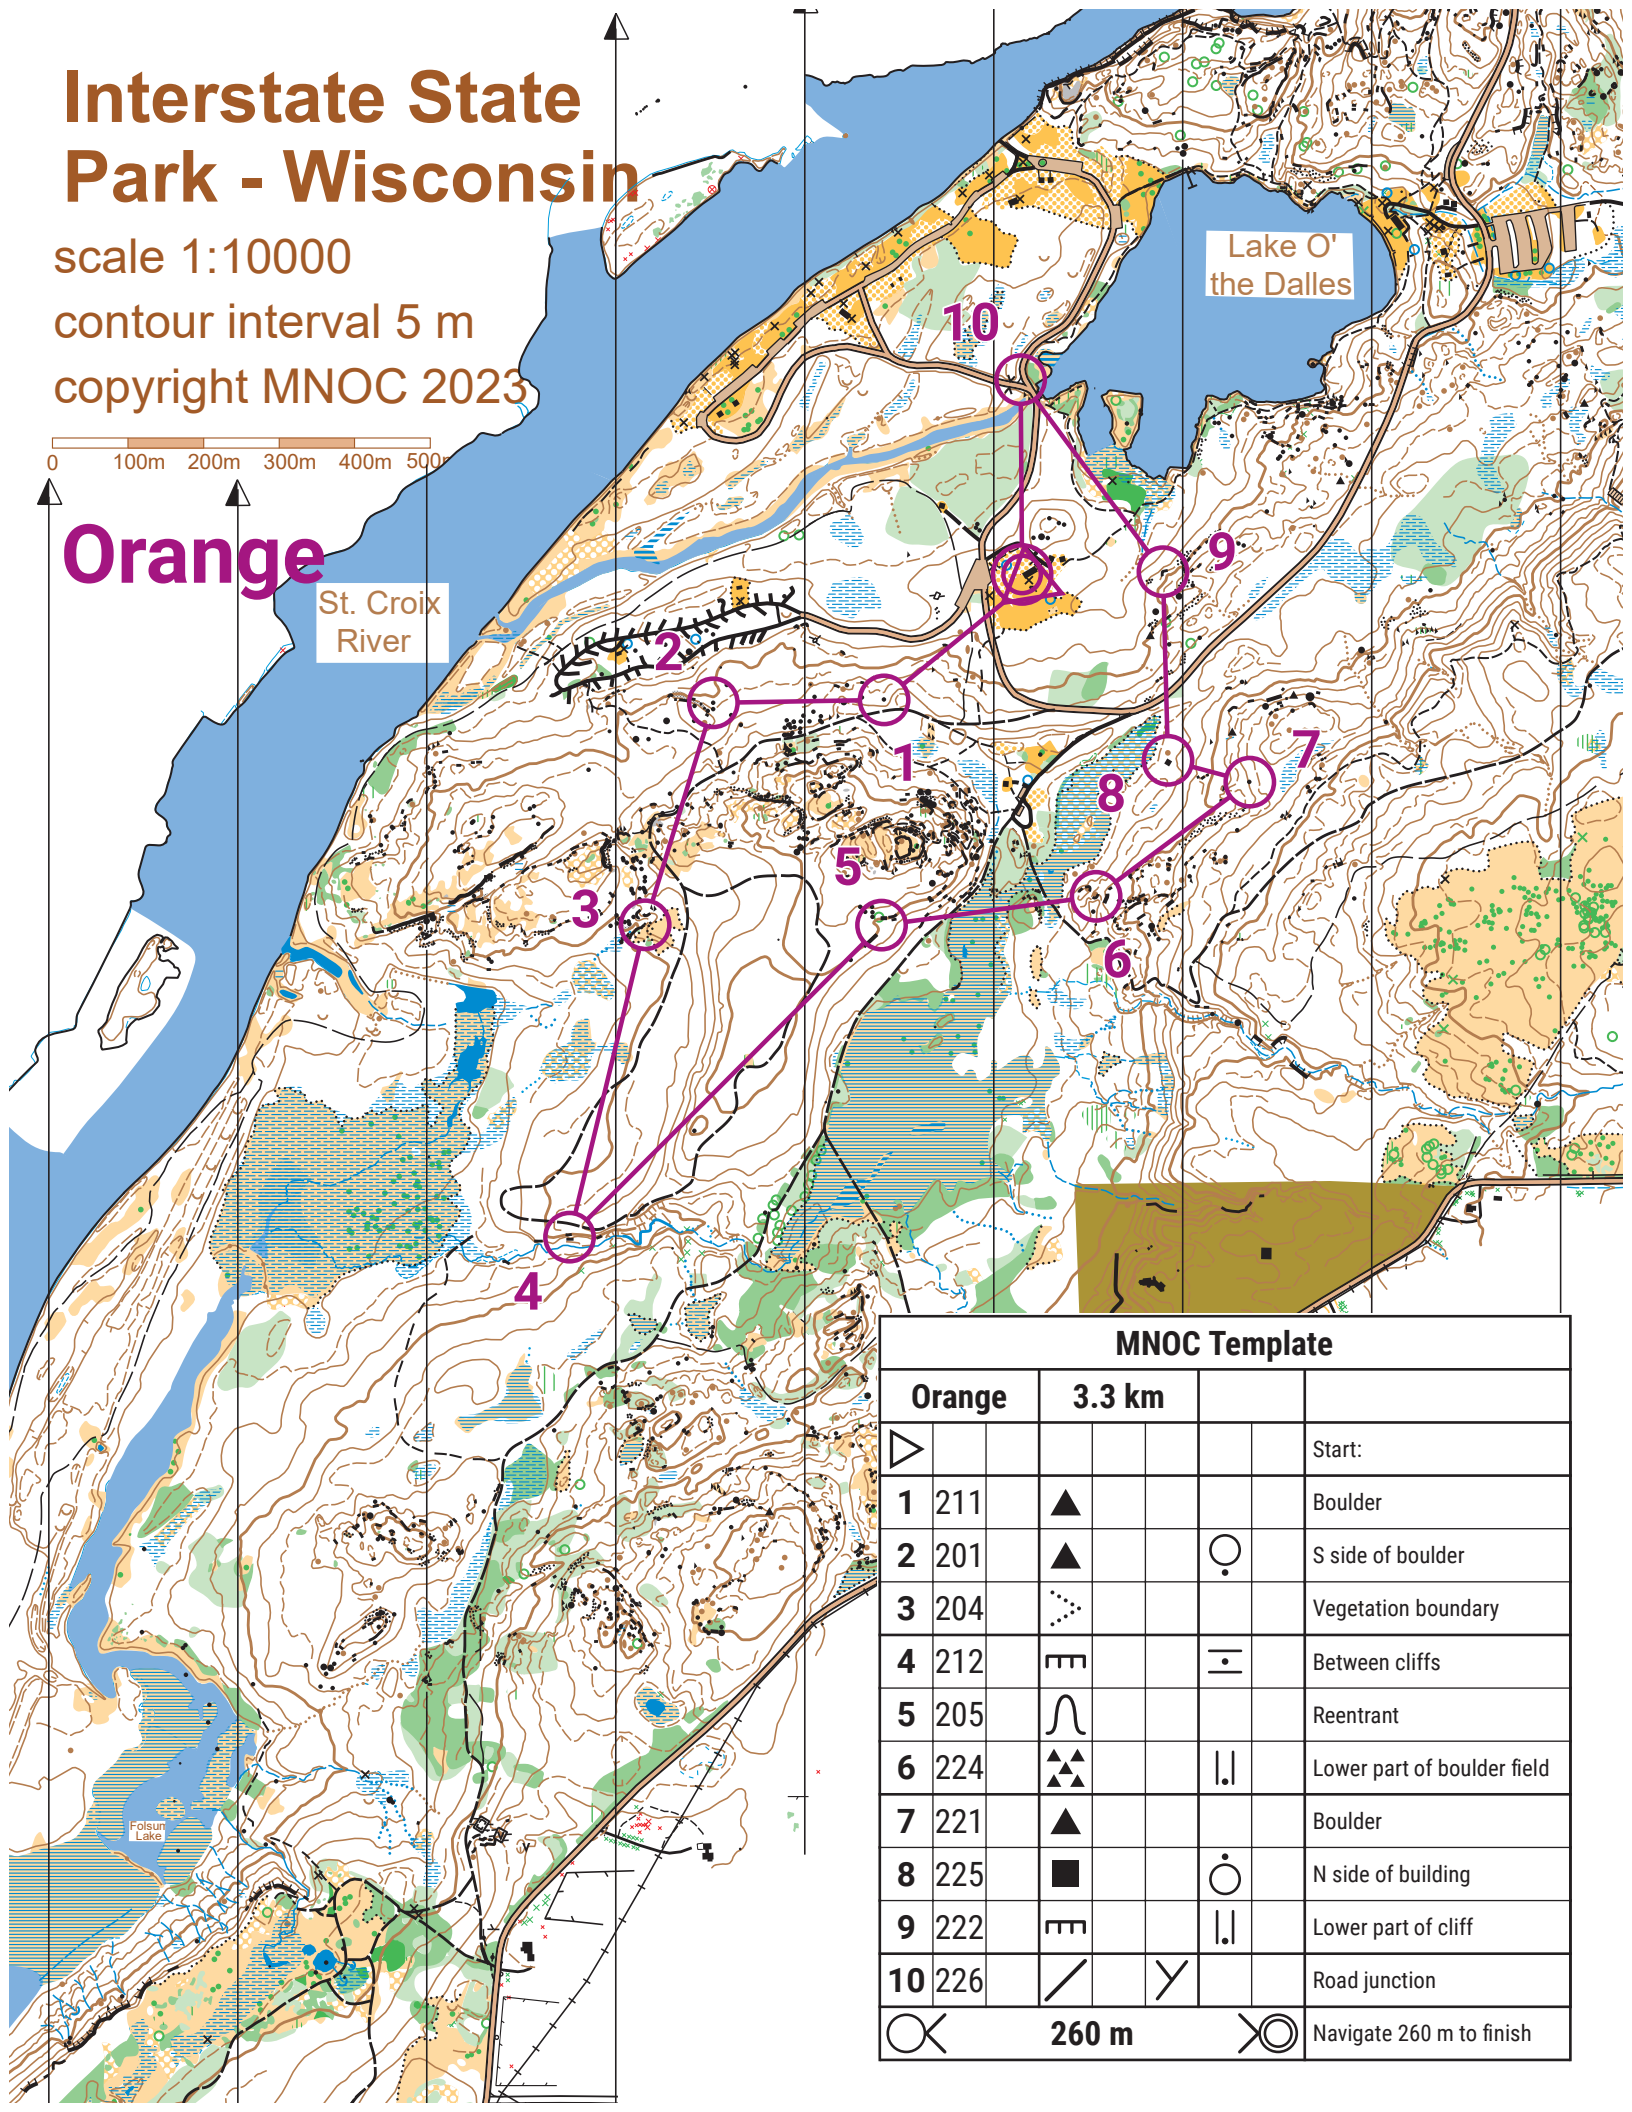 Interstate State
Park - Wisconsin
scale 1:10000
contour interval 5 m
copyright MNOC 2023
0 100m 200m 300m 400m
Orange
St. Croix
River
Lake O'
the Dalles
10
9
2
1
7
8
5
3
6
4
Folsum
Lake
MNOC Template
Orange 3.3 km
Start:
1 211 Boulder
2 201 S side of boulder
3 204 Vegetation boundary
4 212 Between cliffs
5 205 Reentrant
6 224 Lower part of boulder field
7 221 Boulder
8 225 N side of building
9 222 Lower part of cliff
10 226 Road junction
260 m Navigate 260 m to finish